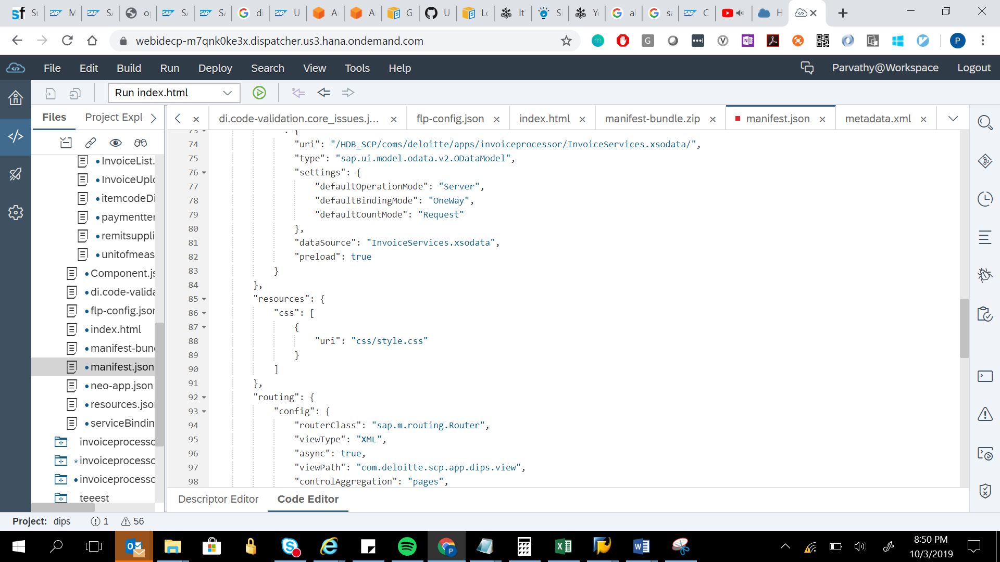 webidecp-m7qnk0ke3x.dispatcher.us3.hana.ondemand.com
File Edit Build Run Deploy Search View Tools Help
Parvathy@Workspace Logout
Run index.html
Files Project Expl
di.code-validation.core_issues.j... flp-config.json index.html manifest-bundle.zip manifest.json metadata.xml
InvoiceList.
InvoiceUplo
itemcodeDi
paymentter
remitsuppli
unitofmeas
Component.js
di.code-valida
flp-config.json
index.html
manifest-bun
manifest.json
neo-app.json
resources.jso
serviceBindin
invoiceprocesso
*invoiceprocesso
invoiceprocesso
teeest
73 : {
74 "uri": "/HDB_SCP/coms/deloitte/apps/invoiceprocessor/InvoiceServices.xsodata/",
75 "type": "sap.ui.model.odata.v2.ODataModel",
76 "settings": {
77 "defaultOperationMode": "Server",
78 "defaultBindingMode": "OneWay",
79 "defaultCountMode": "Request"
80 },
81 "dataSource": "InvoiceServices.xsodata",
82 "preload": true
83 }
84 },
85 "resources": {
86 "css": [
87 {
88 "uri": "css/style.css"
89 }
90 ]
91 },
92 "routing": {
93 "config": {
94 "routerClass": "sap.m.routing.Router",
95 "viewType": "XML",
96 "async": true,
97 "viewPath": "com.deloitte.scp.app.dips.view",
98 "controlAggregation": "pages",
Descriptor Editor Code Editor
Project: dips 1 56
8:50 PM
10/3/2019